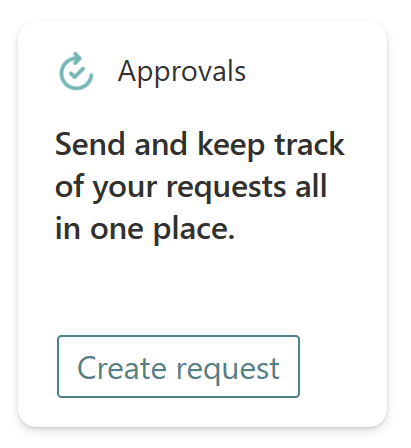 Approvals
Send and keep track
of your requests all
in one place.
Create request